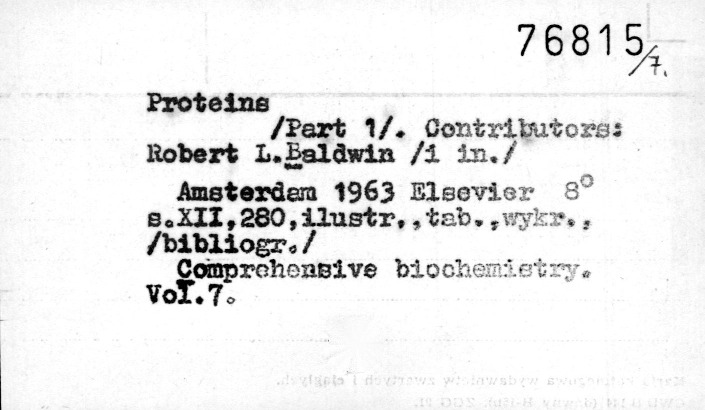 76815/7.
Proteins
/Part 1/. Contributors:
Robert L.Baldwin /i in./
Amsterdam 1963 Elsevier 8°
s.XII,280,ilustr.,tab.,wykr.,
/bibliogr./
Comprehensive biochemistry.
Vol.7.